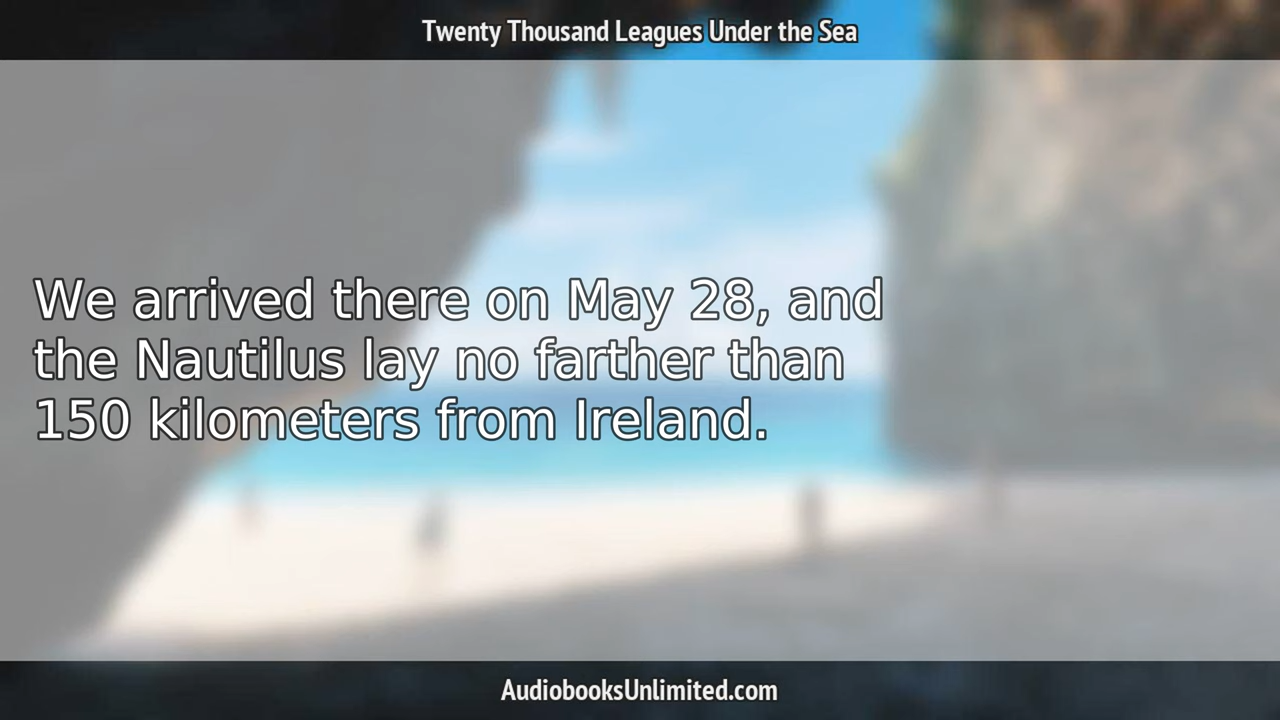 Twenty Thousand Leagues Under the Sea
We arrived there on May 28, and
the Nautilus lay no farther than
150 kilometers from Ireland.
AudiobooksUnlimited.com